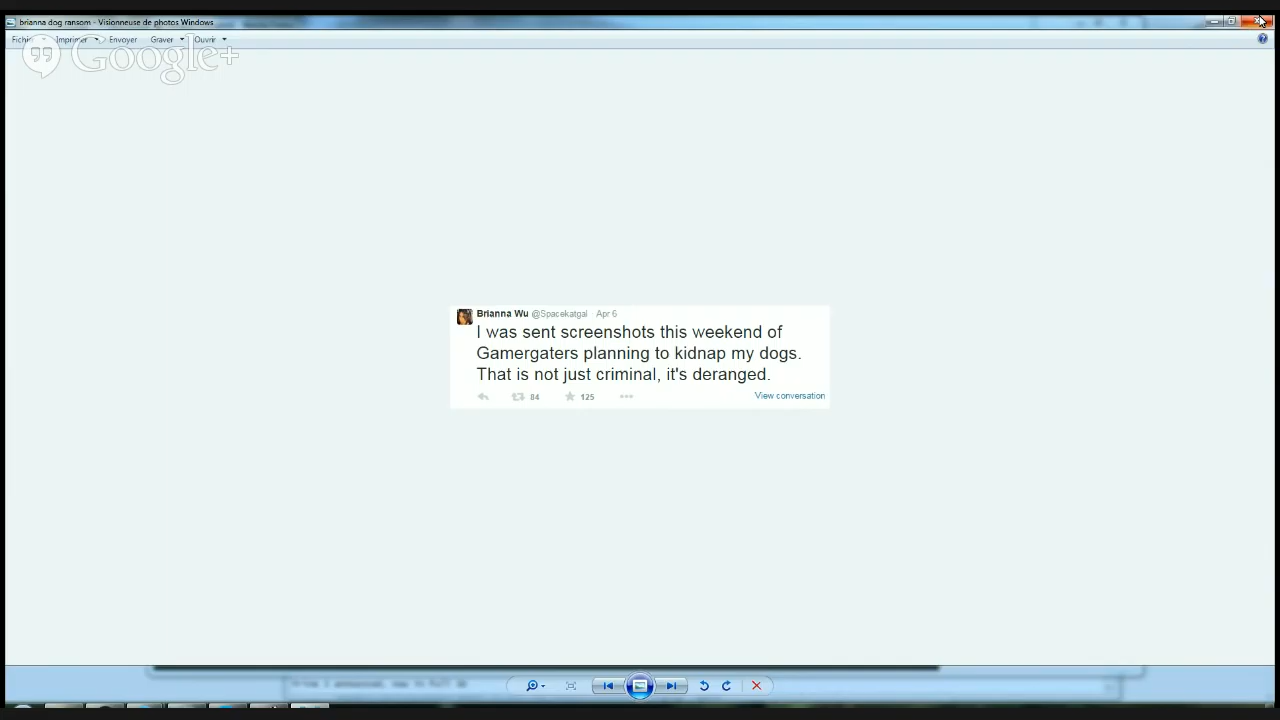 brianna dog ransom - Visionneuse de photos Windows
Imprimer Envoyer Graver Ouvrir
Google+
Brianna Wu @Spacekatgal · Apr 6
I was sent screenshots this weekend of
Gamergaters planning to kidnap my dogs.
That is not just criminal, it's deranged.
84 125 View conversation